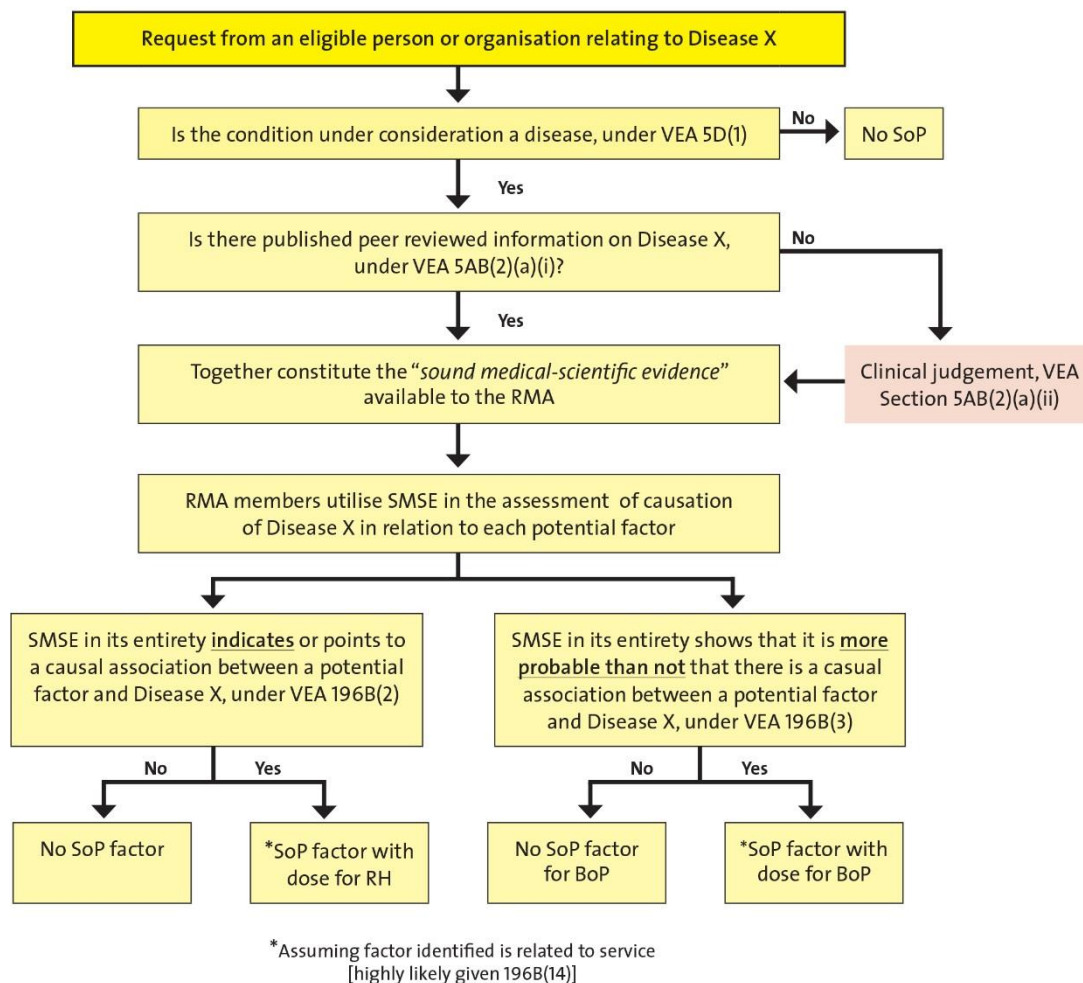 Request from an eligible person or organisation relating to Disease X
Is the condition under consideration a disease, under VEA 5D(1)
No
No SoP
Yes
Is there published peer reviewed information on Disease X,
under VEA 5AB(2)(a)(i)?
No
Yes
Together constitute the “sound medical-scientific evidence”
available to the RMA
Clinical judgement, VEA
Section 5AB(2)(a)(ii)
RMA members utilise SMSE in the assessment of causation
of Disease X in relation to each potential factor
SMSE in its entirety indicates or points to
a causal association between a potential
factor and Disease X, under VEA 196B(2)
SMSE in its entirety shows that it is more
probable than not that there is a casual
association between a potential factor
and Disease X, under VEA 196B(3)
No
Yes
No
Yes
No SoP factor
*SoP factor with
dose for RH
No SoP factor
for BoP
*SoP factor with
dose for BoP
*Assuming factor identified is related to service
[highly likely given 196B(14)]